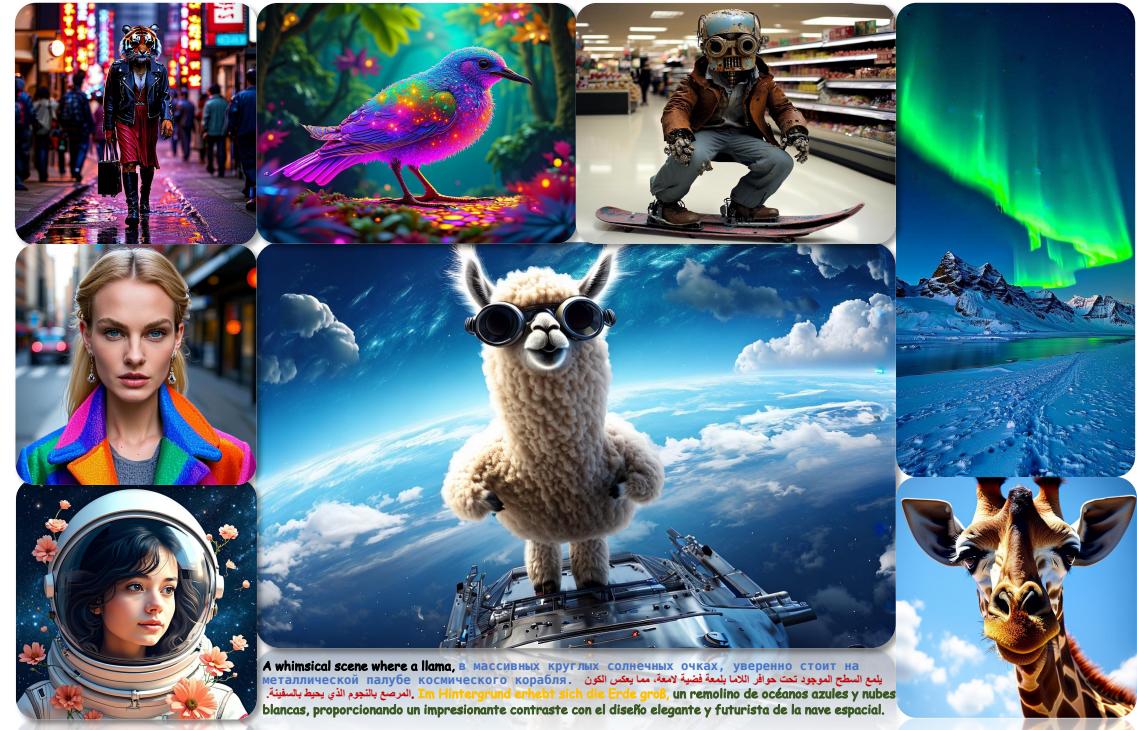 A whimsical scene where a llama, в массивных круглых солнечных очках, уверенно стоит на
металлической палубе космического корабля. يلمع السطح الموجود تحت حوافر اللاما بلمعة فضية لامعة، مما يعكس الكون
المرصع بالنجوم الذي يحيط بالسفينة. Im Hintergrund erhebt sich die Erde groß, un remolino de océanos azules y nubes
blancas, proporcionando un impresionante contraste con el diseño elegante y futurista de la nave espacial.